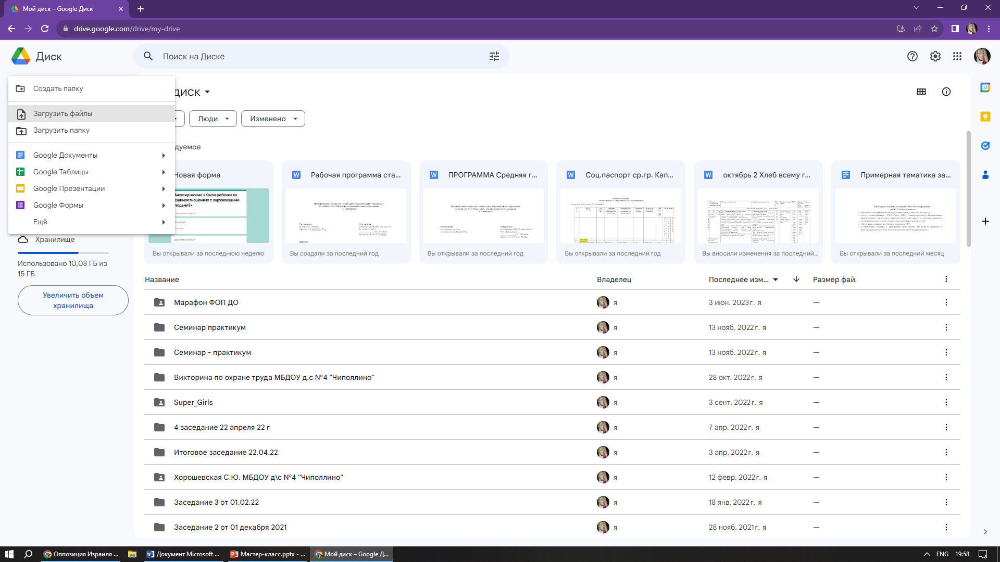 Мой диск – Google Диск
drive.google.com/drive/my-drive
Диск
Поиск на Диске
Создать папку
Загрузить файлы
Загрузить папку
Google Документы
Google Таблицы
Google Презентации
Google Формы
Ещё
диск
Люди
Изменено
дуемое
Новая форма
Анкетирование «Каков ребенок во взаимоотношениях с окружающими людьми?»
Вы открывали за последнюю неделю
Рабочая программа ста...
Вы создали за последний год
ПРОГРАММА Средняя г...
Вы открывали за последний год
Соц.паспорт ср.гр. Кап...
Вы открывали за последний год
октябрь 2 Хлеб всему г...
Вы вносили изменения за последний...
Примерная тематика за...
Вы открывали за последний месяц
Хранилище
Использовано 10,08 ГБ из
15 ГБ
Увеличить объем
хранилища
Название Владелец Последнее изм... Размер фай
Марафон ФОП ДО я 3 июн. 2023 г. я —
Семинар практикум я 13 нояб. 2022 г. я —
Семинар - практикум я 13 нояб. 2022 г. я —
Викторина по охране труда МБДОУ д.с №4 "Чиполлино" я 28 окт. 2022 г. я —
Super_Girls я 3 сент. 2022 г. я —
4 заседание 22 апреля 22 г я 7 апр. 2022 г. я —
Итоговое заседание 22.04.22 я 3 апр. 2022 г. я —
Хорошевская С.Ю. МБДОУ д\с №4 "Чиполлино" я 12 февр. 2022 г. я —
Заседание 3 от 01.02.22 я 18 янв. 2022 г. я —
Заседание 2 от 01 декабря 2021 я 28 нояб. 2021 г. я —
31
Оппозиция Израиля ...
Документ Microsoft ...
Мастер-класс.pptx - ...
Мой диск – Google Д...
ENG 19:58